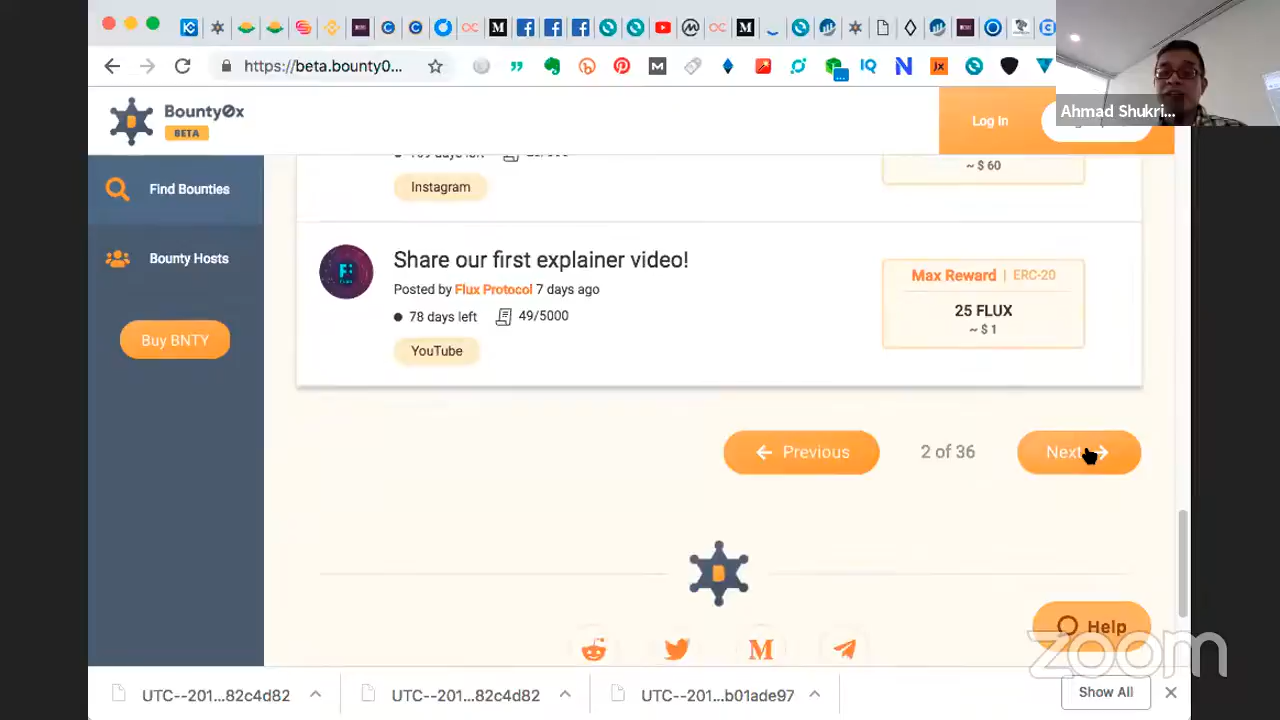 https://beta.bounty0...
Ahmad Shukri...
Bounty0x
BETA
Log In
Find Bounties
Bounty Hosts
Buy BNTY
~ $ 60
Instagram
Share our first explainer video!
Posted by Flux Protocol 7 days ago
78 days left 49/5000
YouTube
Max Reward | ERC-20
25 FLUX
~ $ 1
Previous 2 of 36 Next
Help
zoom
UTC--201...82c4d82
UTC--201...82c4d82
UTC--201...b01ade97
Show All